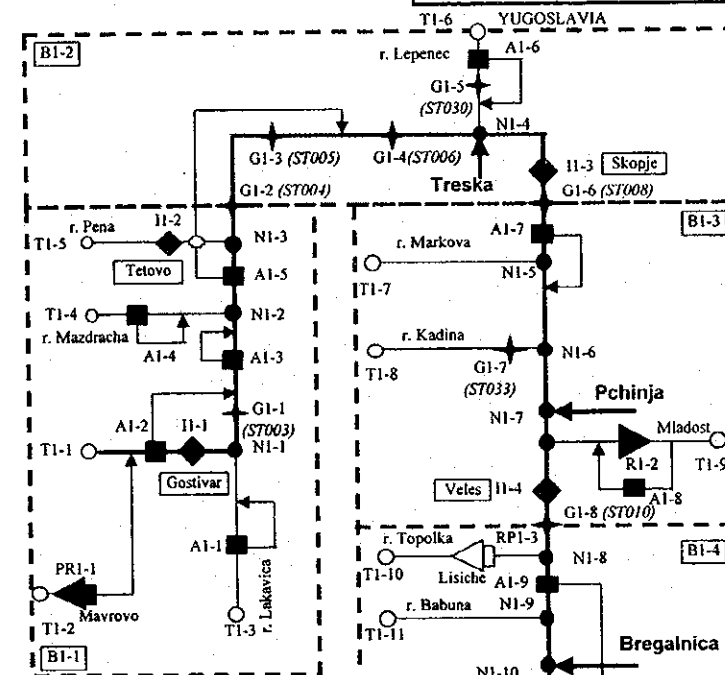 T1-6 YUGOSLAVIA
B1-2
r. Lepenec A1-6
G1-5
(ST030)
N1-4
G1-3 (ST005) G1-4 (ST006)
I1-3 Skopje
Treska
G1-2 (ST004) G1-6 (ST008)
r. Pena I1-2
T1-5 N1-3
Tetovo
A1-5
T1-4 N1-2
r. Mazdracha
A1-4 A1-3
G1-1
A1-2 I1-1 (ST003)
T1-1 N1-1
Gostivar
A1-1
PR1-1
Mavrovo
T1-2
T1-3 r. Lakavica
B1-1
B1-3
A1-7
r. Markova
N1-5
T1-7
r. Kadina
N1-6
T1-8 G1-7
(ST033)
Pchinja
N1-7
Mladost
T1-9
R1-2
Veles I1-4 A1-8
G1-8 (ST010)
r. Topolka RP1-3
N1-8 B1-4
T1-10 Lisiche A1-9
r. Babuna N1-9
T1-11
Bregalnica
N1-10